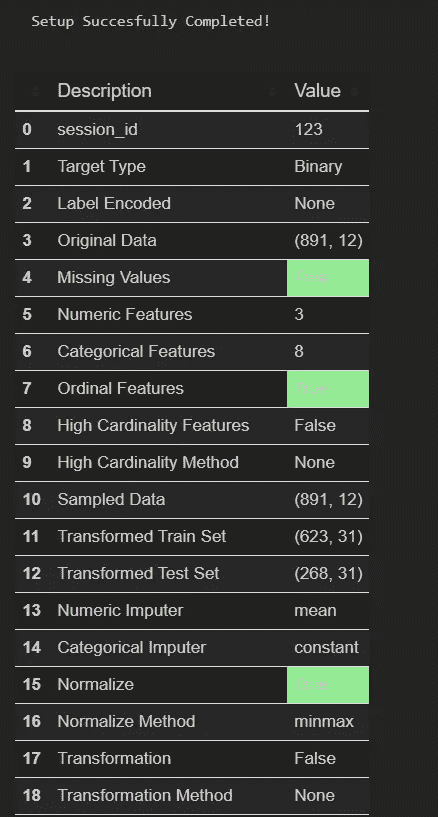 Setup Succesfully Completed!
Description Value
0 session_id 123
1 Target Type Binary
2 Label Encoded None
3 Original Data (891, 12)
4 Missing Values
5 Numeric Features 3
6 Categorical Features 8
7 Ordinal Features
8 High Cardinality Features False
9 High Cardinality Method None
10 Sampled Data (891, 12)
11 Transformed Train Set (623, 31)
12 Transformed Test Set (268, 31)
13 Numeric Imputer mean
14 Categorical Imputer constant
15 Normalize
16 Normalize Method minmax
17 Transformation False
18 Transformation Method None